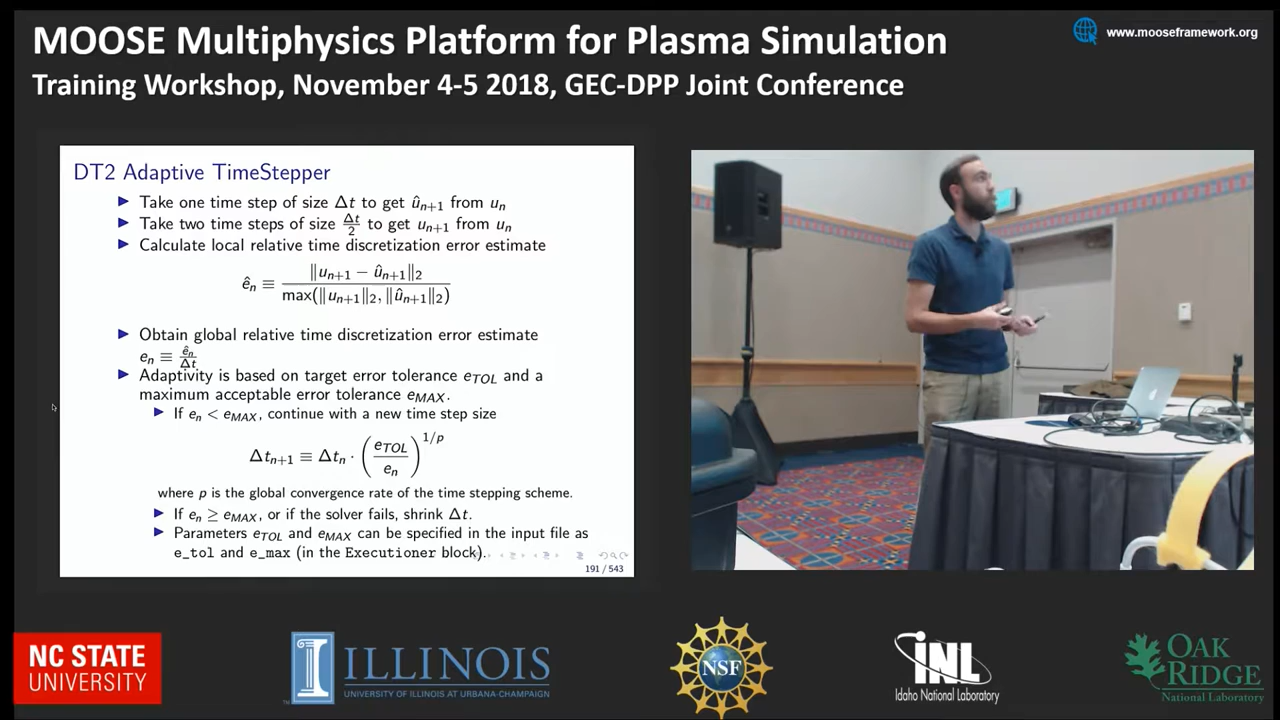 MOOSE Multiphysics Platform for Plasma Simulation
www.mooseframework.org
Training Workshop, November 4-5 2018, GEC-DPP Joint Conference
DT2 Adaptive TimeStepper
▶ Take one time step of size Δt to get û_{n+1} from u_n
▶ Take two time steps of size Δt/2 to get u_{n+1} from u_n
▶ Calculate local relative time discretization error estimate
ê_n ≡ ‖u_{n+1} − û_{n+1}‖_2 / max(‖u_{n+1}‖_2, ‖û_{n+1}‖_2)
▶ Obtain global relative time discretization error estimate
e_n ≡ ê_n/Δt
▶ Adaptivity is based on target error tolerance e_TOL and a
maximum acceptable error tolerance e_MAX.
▶ If e_n < e_MAX, continue with a new time step size
Δt_{n+1} ≡ Δt_n · (e_TOL/e_n)^{1/p}
where p is the global convergence rate of the time stepping scheme.
▶ If e_n ≥ e_MAX, or if the solver fails, shrink Δt.
▶ Parameters e_TOL and e_MAX can be specified in the input file as
e_tol and e_max (in the Executioner block).
191 / 543
NC STATE
UNIVERSITY
ILLINOIS
UNIVERSITY OF ILLINOIS AT URBANA-CHAMPAIGN
NSF
INL
Idaho National Laboratory
OAK
RIDGE
National Laboratory